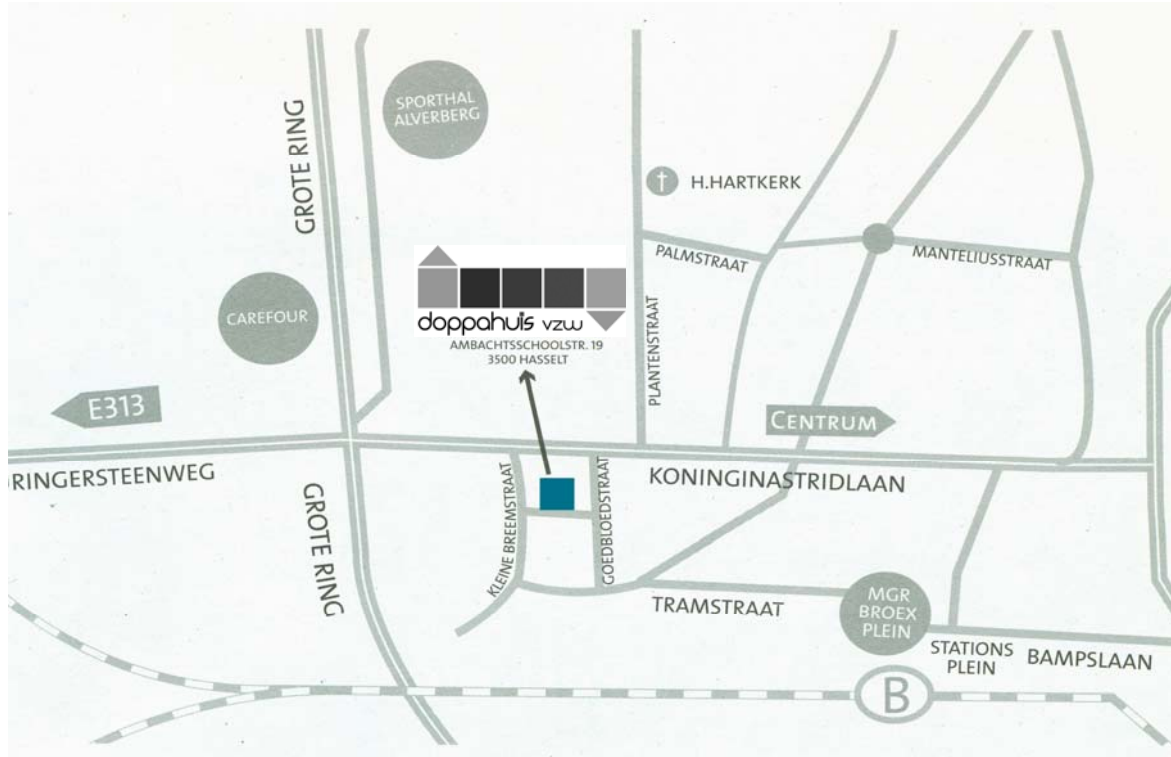 SPORTHAL
ALVERBERG
GROTE RING
H.HARTKERK
PALMSTRAAT
MANTELIUSSTRAAT
CAREFOUR
doppahuis vzw
AMBACHTSSCHOOLSTR. 19
3500 HASSELT
PLANTENSTRAAT
E313
CENTRUM
RINGERSTEENWEG
KONINGINASTRIDLAAN
GROTE RING
KLEINE BREEMSTRAAT
GOEDBLOEDSTRAAT
TRAMSTRAAT
MGR
BROEX
PLEIN
STATIONS
PLEIN
BAMPSLAAN
B